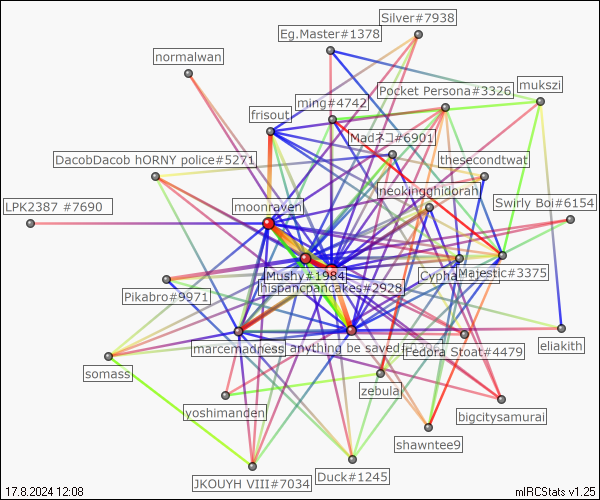 Silver#7938
Eg.Master#1378
normalwan
mukszi
Pocket Persona#3326
ming#4742
frisout
Madネコ#6901
DacobDacob hORNY police#5271
thesecondtwat
neokingghidorah
LPK2387 #7690
moonraven
Swirly Boi#6154
Mushy#1984
Cypha
Majestic#3375
hispancpancakes#2928
Pikabro#9971
marcemadness
anything be saved
Fedora Stoat#4479
eliakith
somass
zebulal
yoshimanden
bigcitysamurai
shawntee9
JKOUYH VIII#7034
Duck#1245
17.8.2024 12:08
mIRCStats v1.25